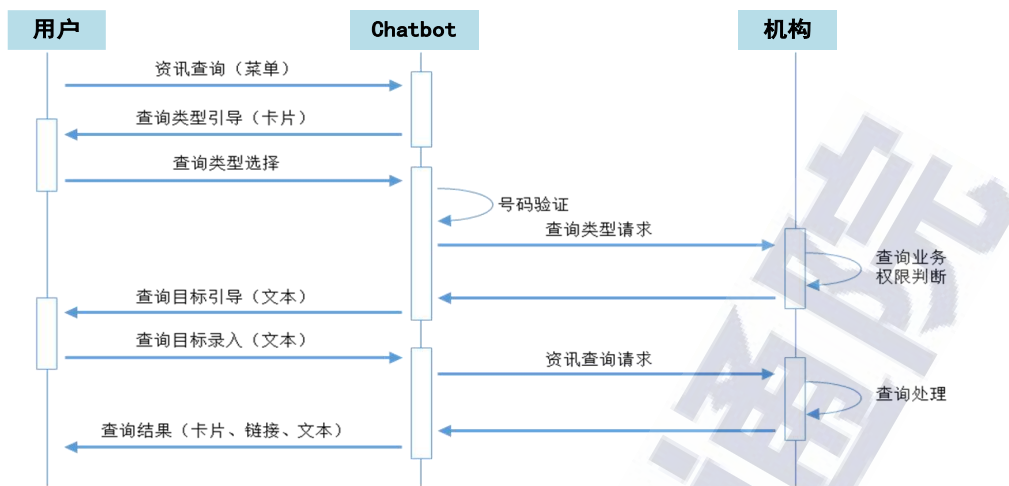 用户
Chatbot
机构
资讯查询（菜单）
查询类型引导（卡片）
查询类型选择
号码验证
查询类型请求
查询业务
权限判断
查询目标引导（文本）
查询目标录入（文本）
资讯查询请求
查询处理
查询结果（卡片、链接、文本）
通院